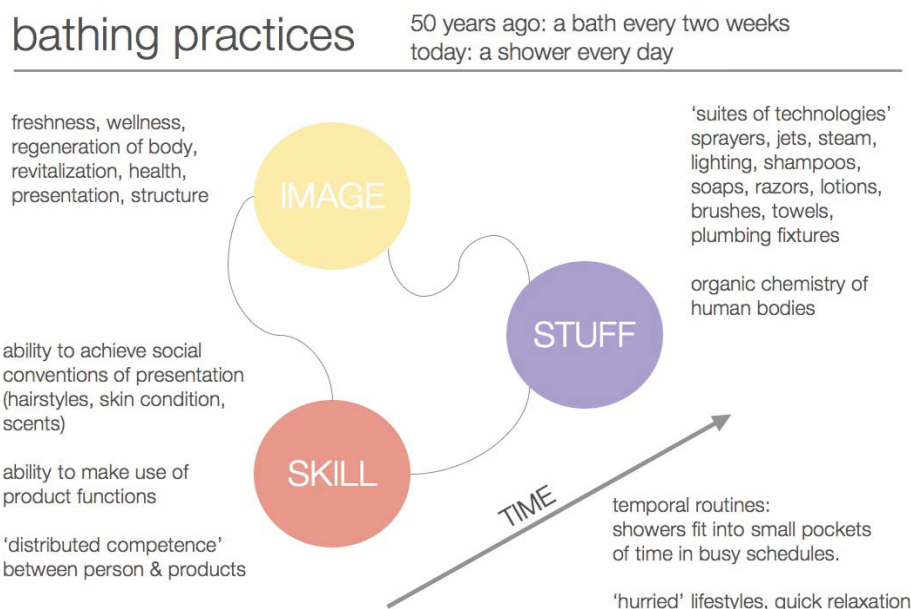 bathing practices
50 years ago: a bath every two weeks
today: a shower every day
freshness, wellness,
regeneration of body,
revitalization, health,
presentation, structure
IMAGE
'suites of technologies'
sprayers, jets, steam,
lighting, shampoos,
soaps, razors, lotions,
brushes, towels,
plumbing fixtures
organic chemistry of
human bodies
STUFF
ability to achieve social
conventions of presentation
(hairstyles, skin condition,
scents)
ability to make use of
product functions
'distributed competence'
between person & products
SKILL
TIME
temporal routines:
showers fit into small pockets
of time in busy schedules.
'hurried' lifestyles, quick relaxation